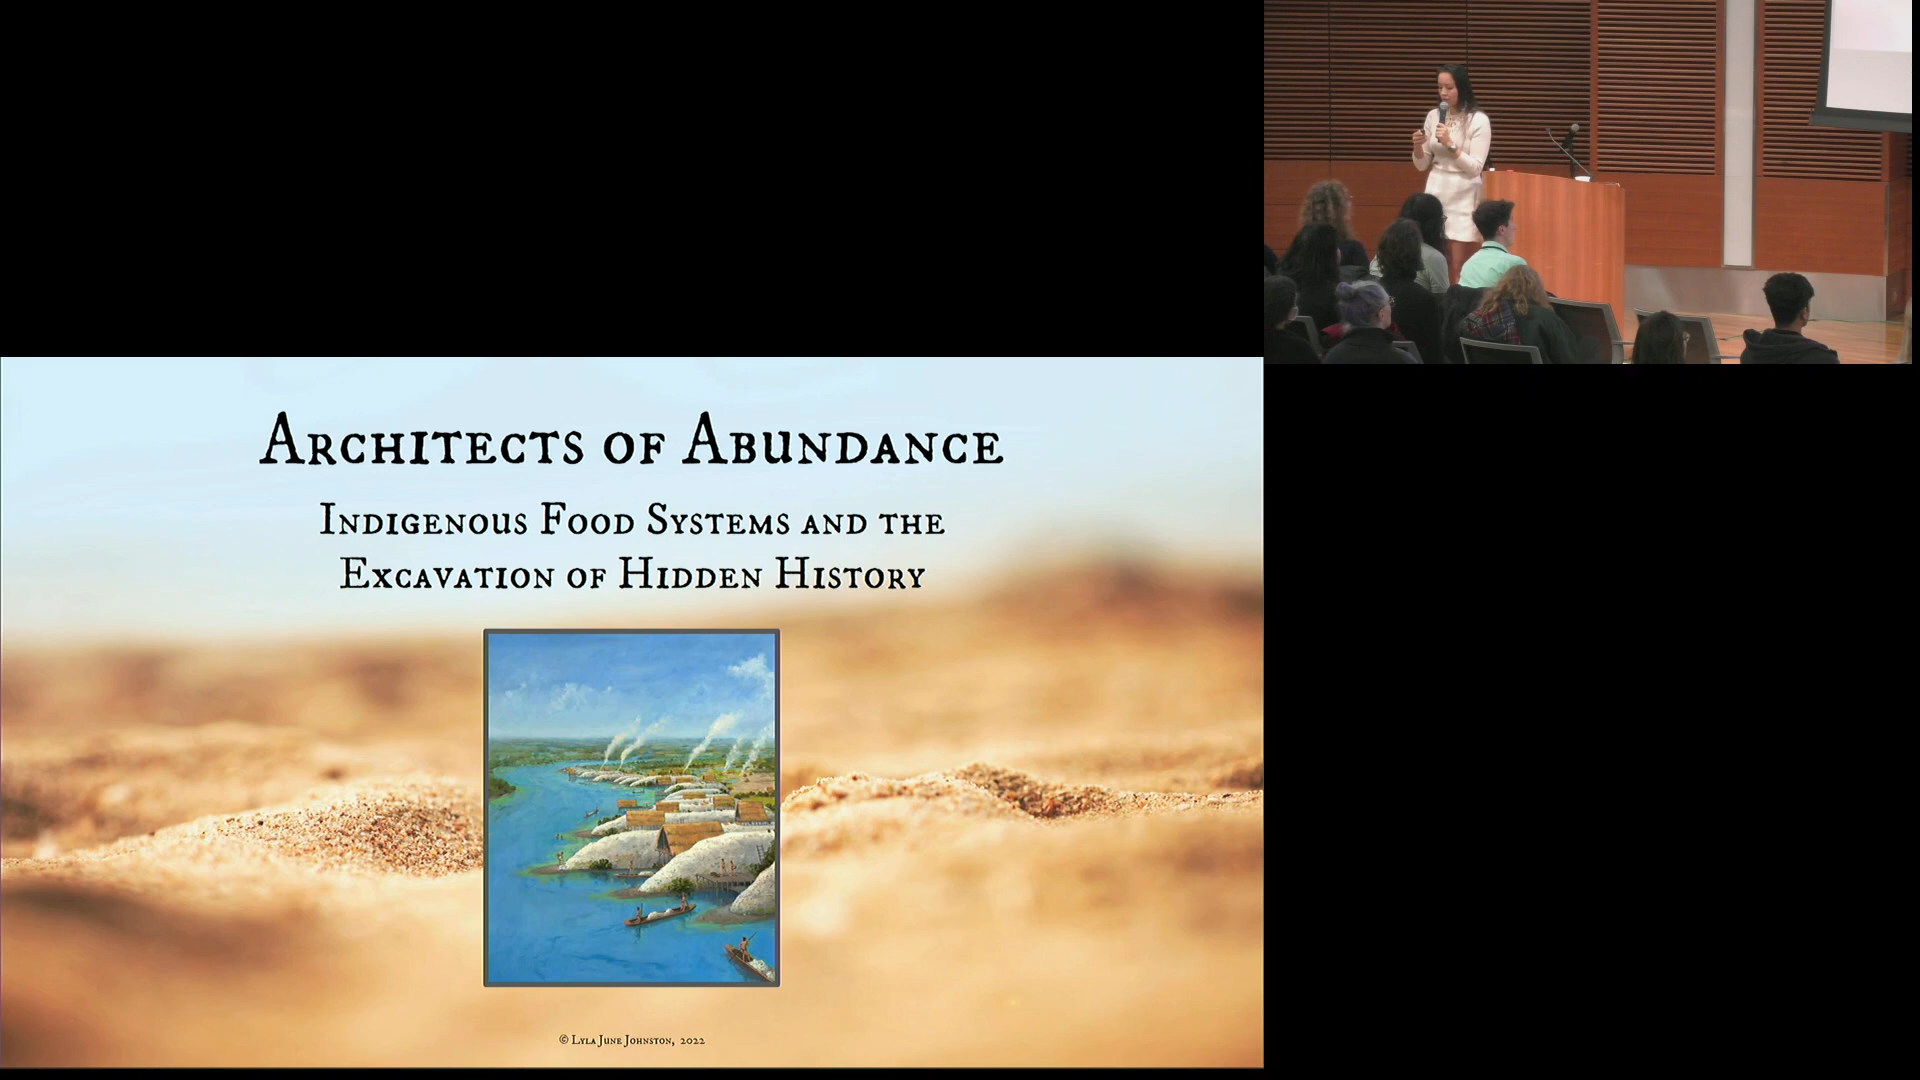 Architects of Abundance
Indigenous Food Systems and the
Excavation of Hidden History
© Lyla June Johnston, 2022